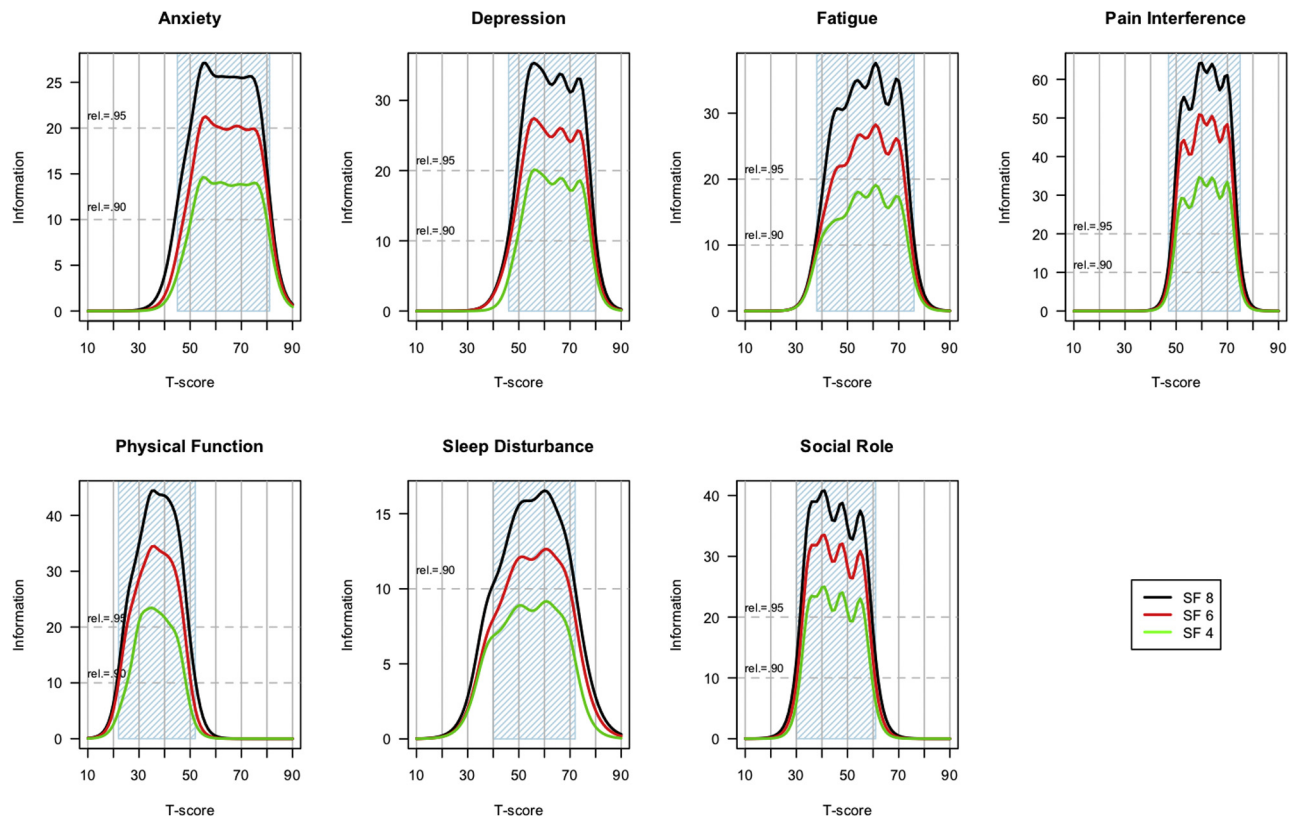 Anxiety
Depression
Fatigue
Pain Interference
Information
25
20
15
10
5
0
rel.=.95
rel.=.90
10 30 50 70 90
T-score
Information
30
20
10
0
rel.=.95
rel.=.90
10 30 50 70 90
T-score
Information
30
20
10
0
rel.=.95
rel.=.90
10 30 50 70 90
T-score
Information
60
50
40
30
20
10
0
rel.=.95
rel.=.90
10 30 50 70 90
T-score
Physical Function
Sleep Disturbance
Social Role
Information
40
30
20
10
0
rel.=.95
rel.=.90
10 30 50 70 90
T-score
Information
15
10
5
0
rel.=.90
10 30 50 70 90
T-score
Information
40
30
20
10
0
rel.=.95
rel.=.90
10 30 50 70 90
T-score
SF 8
SF 6
SF 4